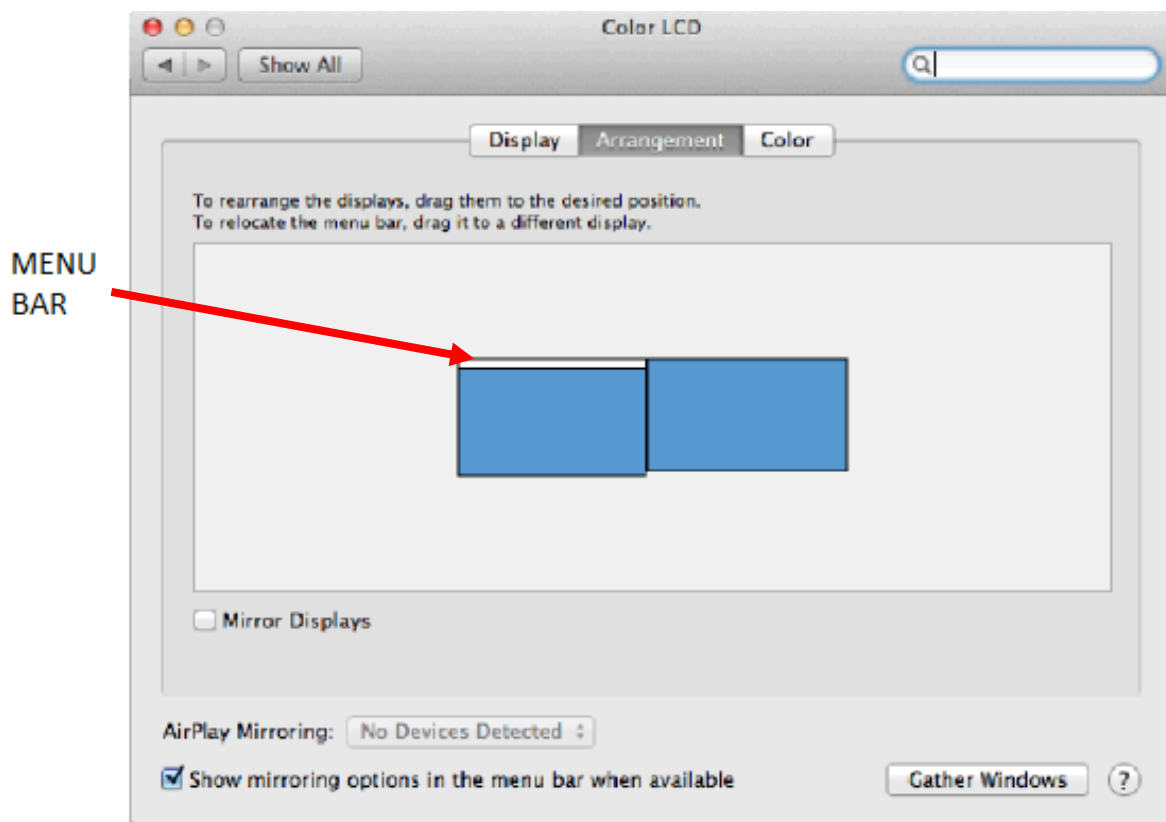 Color LCD
Show All
Display Arrangement Color
To rearrange the displays, drag them to the desired position.
To relocate the menu bar, drag it to a different display.
MENU
BAR
Mirror Displays
AirPlay Mirroring: No Devices Detected
Show mirroring options in the menu bar when available
Gather Windows ?